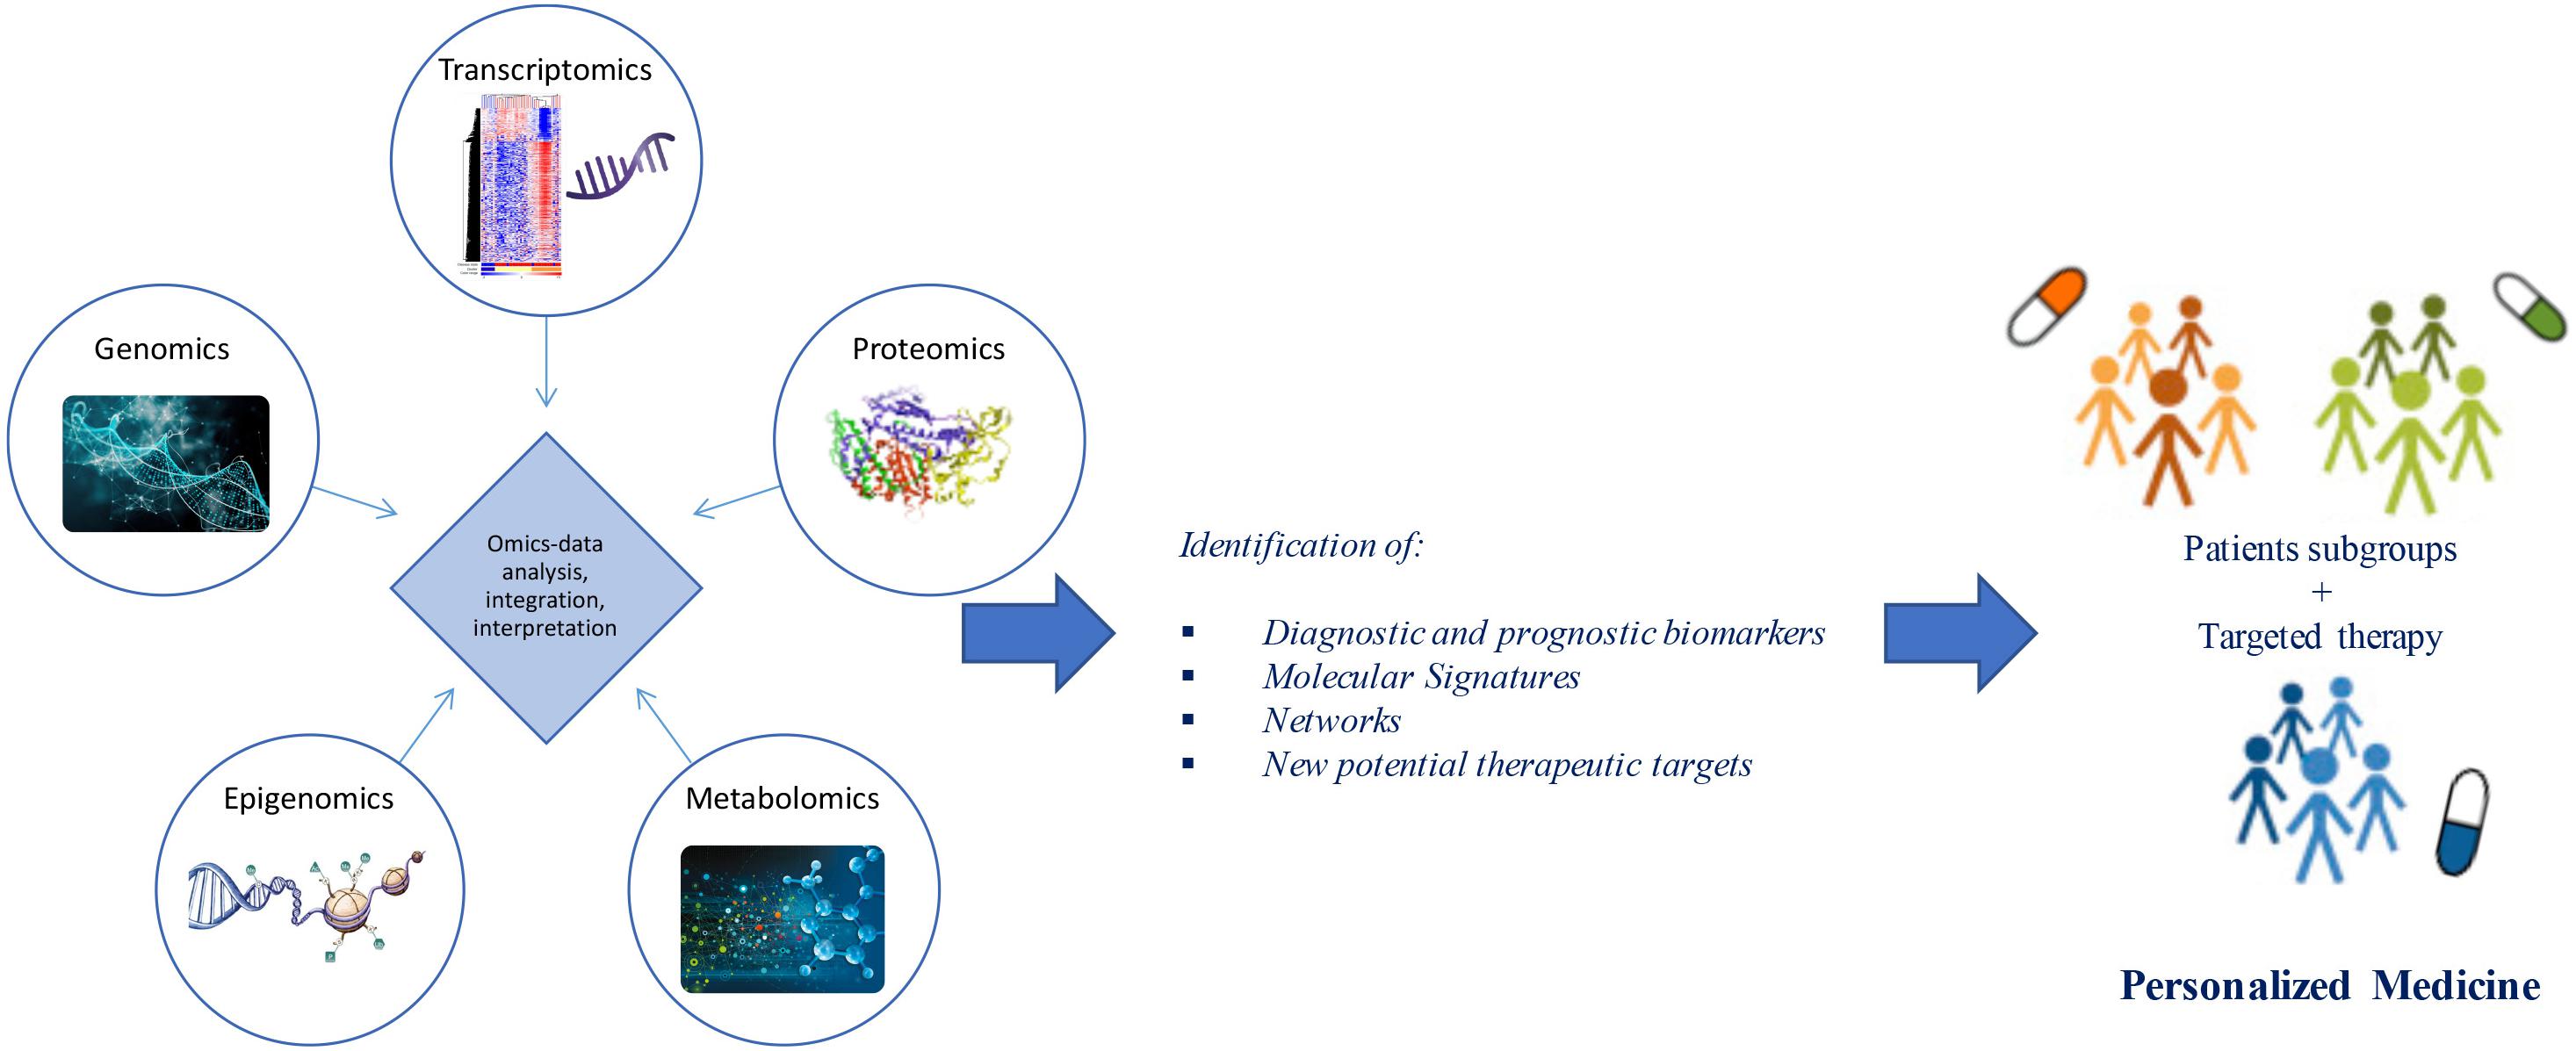 Transcriptomics
Genomics
Proteomics
Omics-data
analysis,
integration,
interpretation
Epigenomics
Metabolomics
Identification of:
▪ Diagnostic and prognostic biomarkers
▪ Molecular Signatures
▪ Networks
▪ New potential therapeutic targets
Patients subgroups
+
Targeted therapy
Personalized Medicine